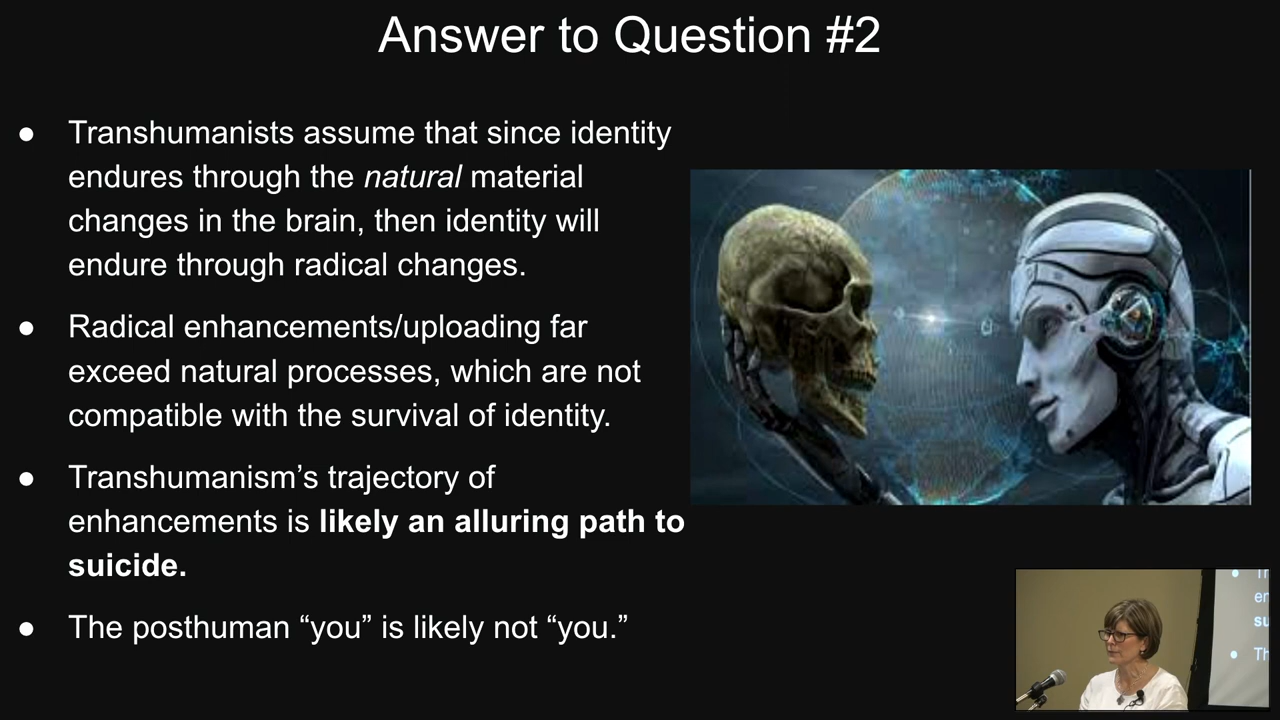 Answer to Question #2
● Transhumanists assume that since identity
endures through the natural material
changes in the brain, then identity will
endure through radical changes.
● Radical enhancements/uploading far
exceed natural processes, which are not
compatible with the survival of identity.
● Transhumanism’s trajectory of
enhancements is likely an alluring path to
suicide.
● The posthuman “you” is likely not “you.”
en
su
● Th